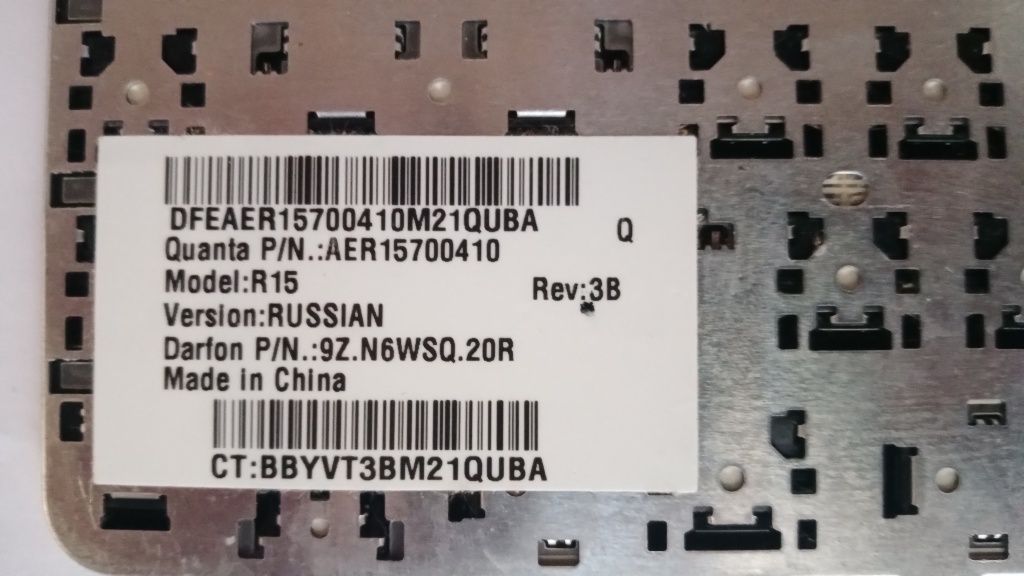 DFEAER15700410M21QUBA
Q
Quanta P/N.:AER15700410
Model:R15
Rev:3B
Version:RUSSIAN
Darfon P/N.:9Z.N6WSQ.20R
Made in China
CT:BBYVT3BM21QUBA